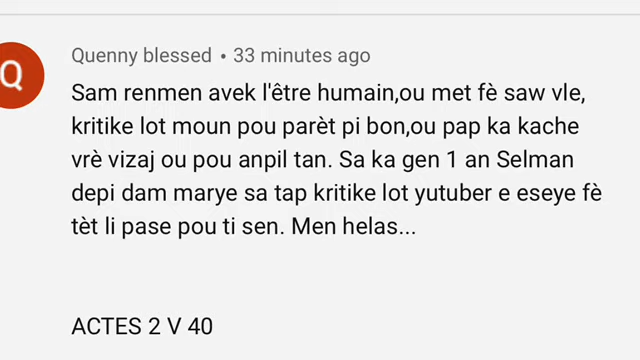 Q
Quenny blessed • 33 minutes ago
Sam renmen avek l'être humain,ou met fè saw vle,
kritike lot moun pou parèt pi bon,ou pap ka kache
vrè vizaj ou pou anpil tan. Sa ka gen 1 an Selman
depi dam marye sa tap kritike lot yutuber e eseye fè
tèt li pase pou ti sen. Men helas...
ACTES 2 V 40